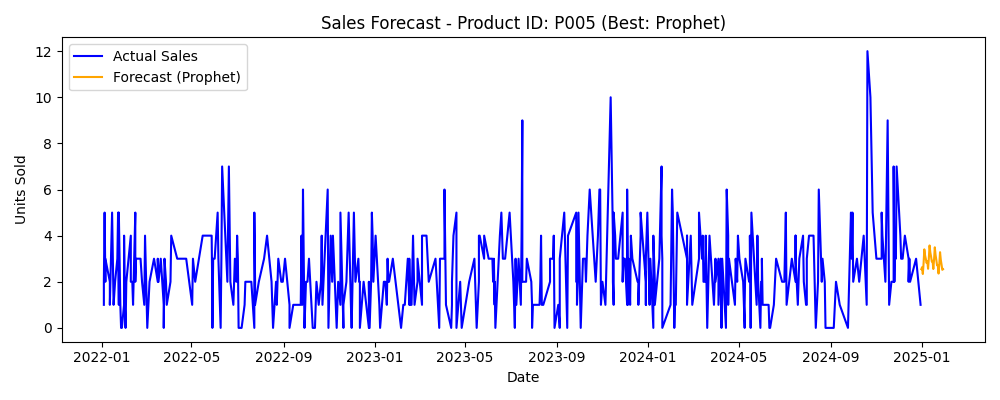 Sales Forecast - Product ID: P005 (Best: Prophet)
Actual Sales
Forecast (Prophet)
12
10
8
6
4
2
0
Units Sold
2022-01 2022-05 2022-09 2023-01 2023-05 2023-09 2024-01 2024-05 2024-09 2025-01
Date